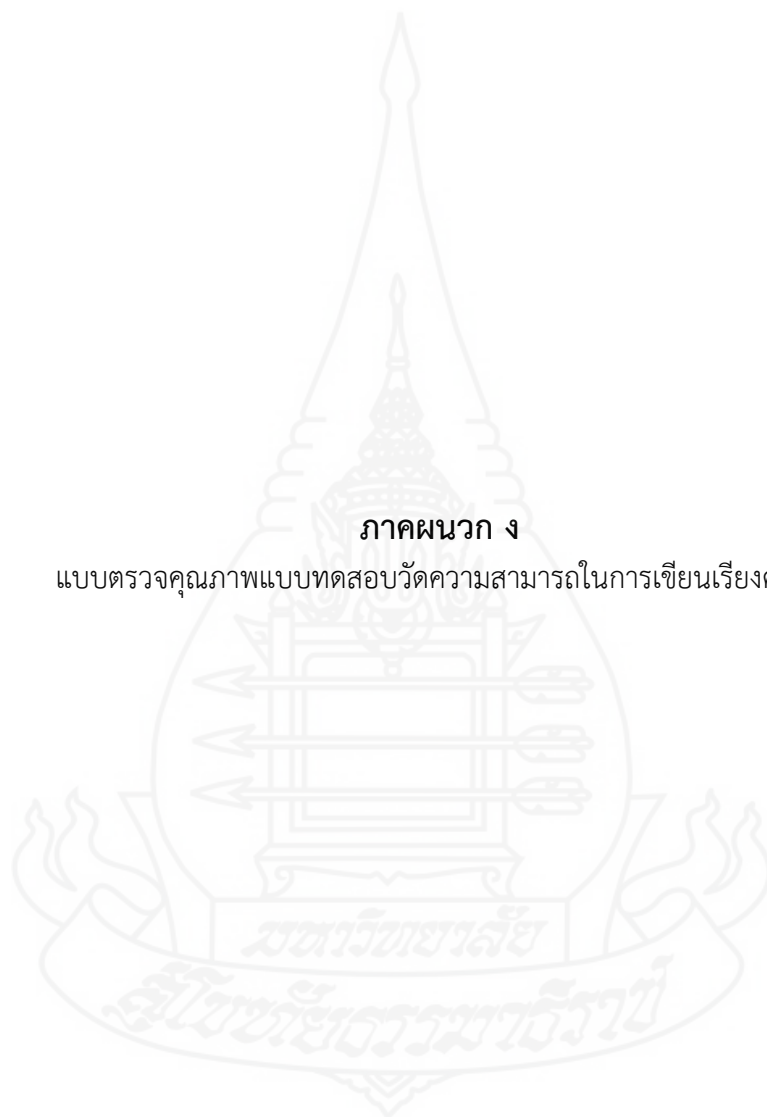 ภาคผนวก ง
แบบตรวจคุณภาพแบบทดสอบวัดความสามารถในการเขียนเรียง
มหาวิทยาลัย
สุโขทัยธรรมาธิราช